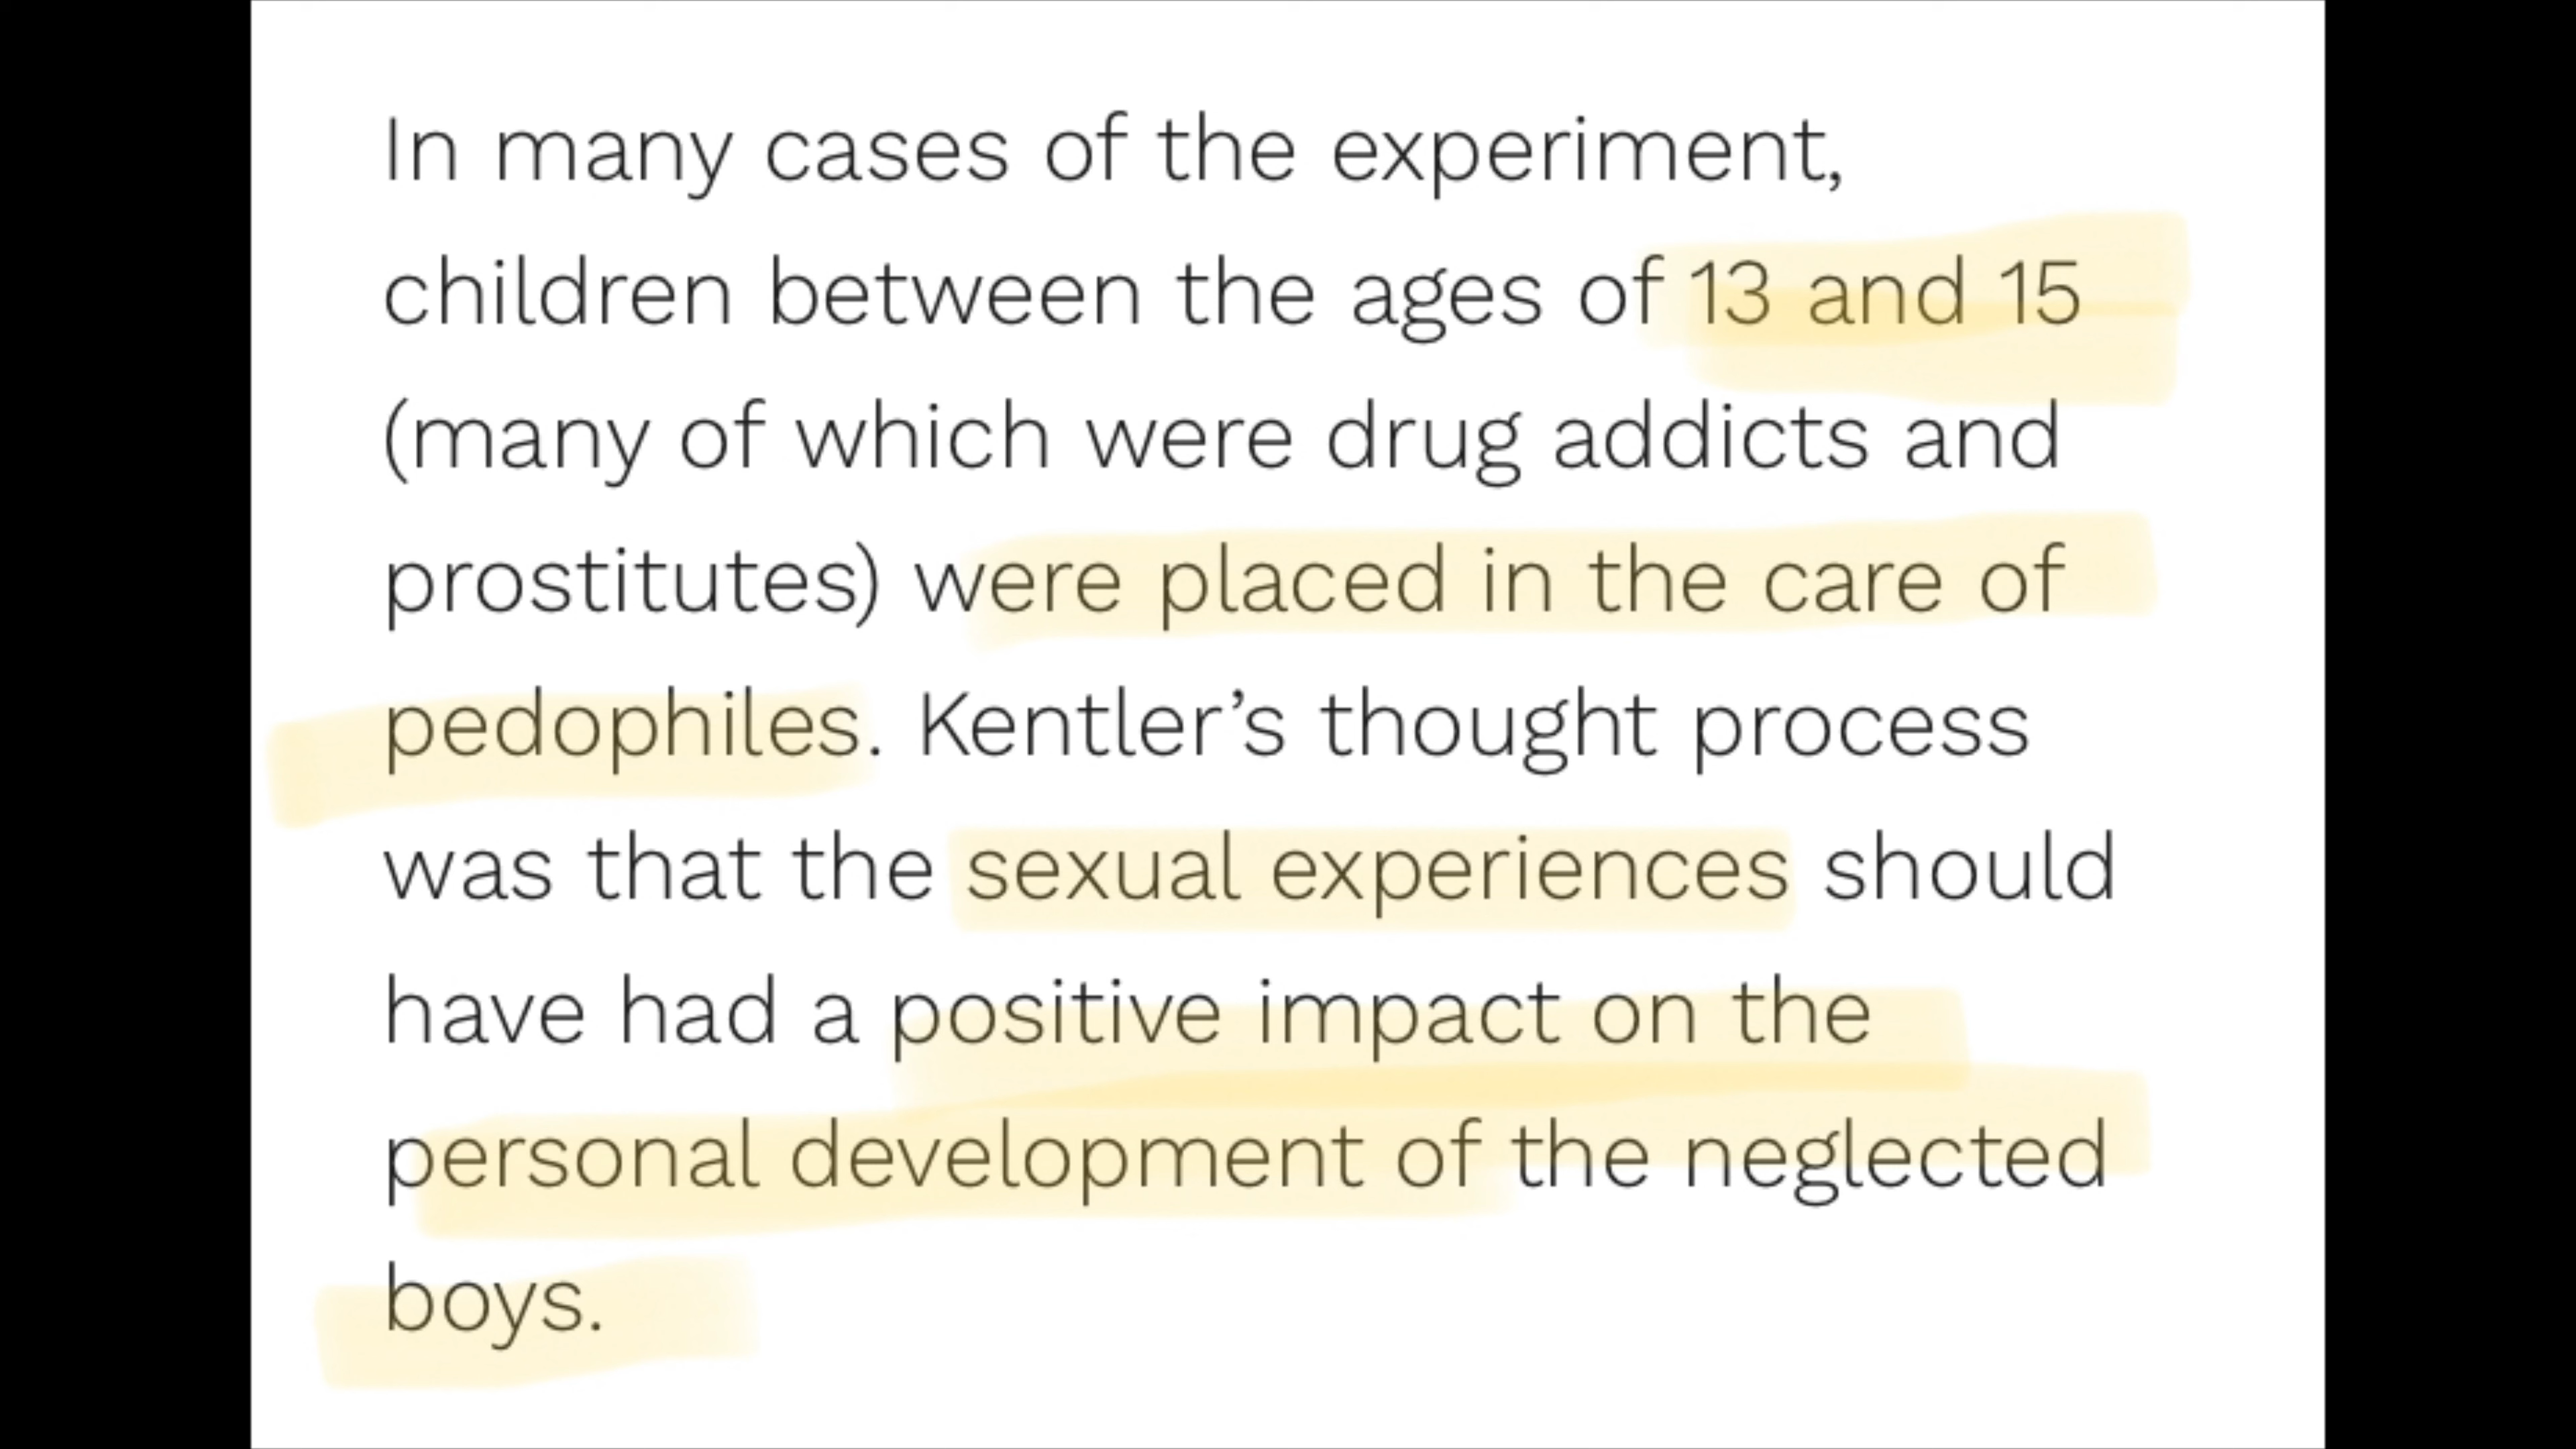 In many cases of the experiment,
children between the ages of 13 and 15
(many of which were drug addicts and
prostitutes) were placed in the care of
pedophiles. Kentler’s thought process
was that the sexual experiences should
have had a positive impact on the
personal development of the neglected
boys.